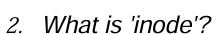 2. What is 'inode'?